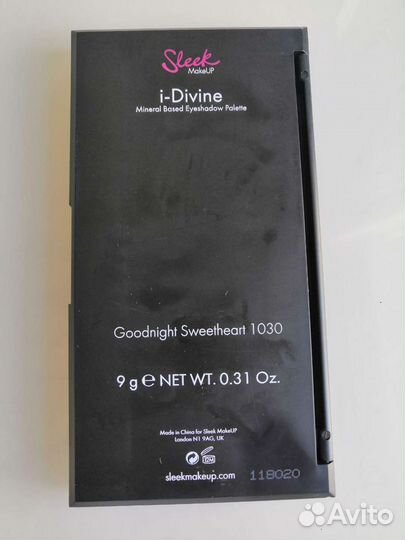 Sleek
MakeUP
i-Divine
Mineral Based Eyeshadow Palette
Goodnight Sweetheart 1030
9 g ℮ NET WT. 0.31 Oz.
Made in China for Sleek MakeUP
London N1 9AG, UK
12M
sleekmakeup.com 118020
Avito